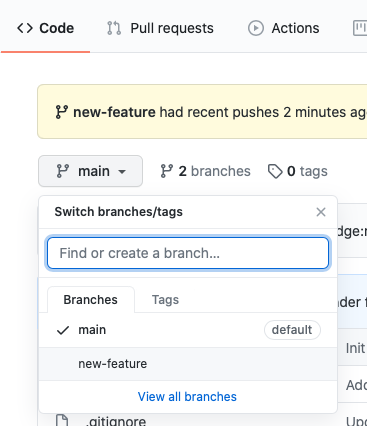 Code Pull requests Actions
new-feature had recent pushes 2 minutes ag
main 2 branches 0 tags
Switch branches/tags
Find or create a branch...
Branches Tags
main default
new-feature
View all branches
dge:r
der f
Init
Add
.gitignore Up